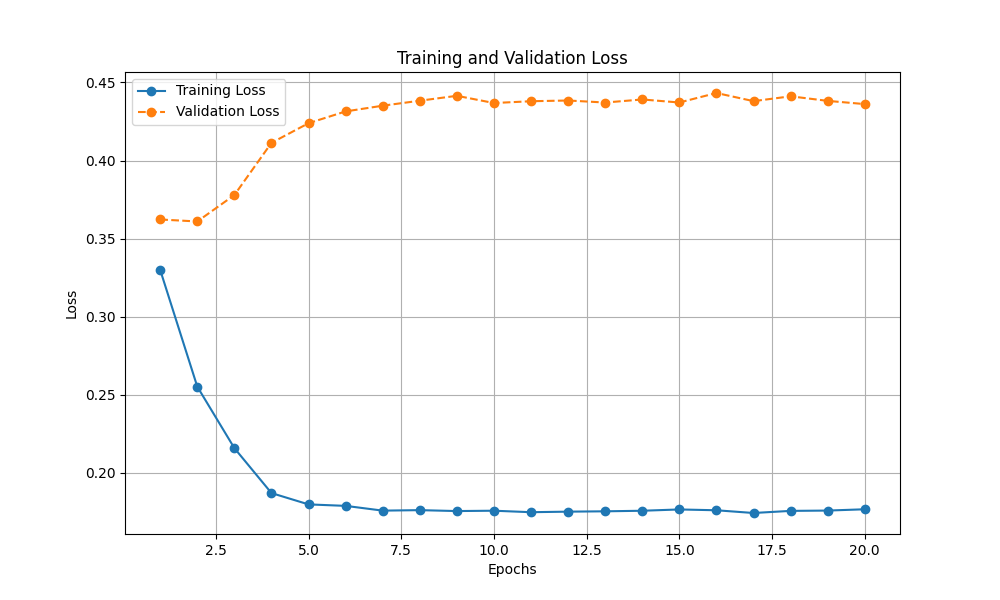 Training and Validation Loss
Training Loss
Validation Loss
0.45
0.40
0.35
0.30
0.25
0.20
Loss
2.5 5.0 7.5 10.0 12.5 15.0 17.5 20.0
Epochs